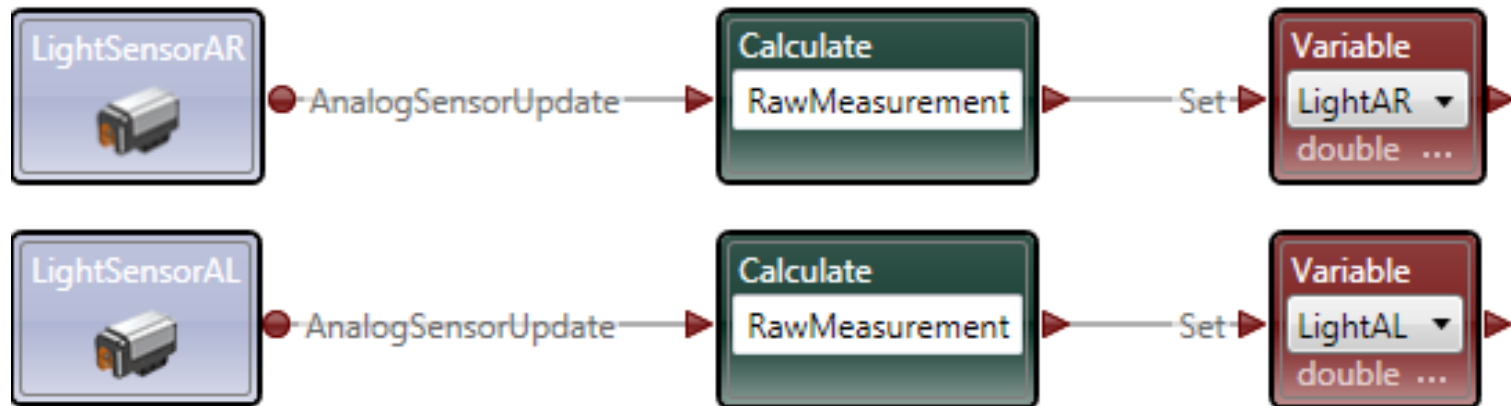 LightSensorAR
AnalogSensorUpdate
Calculate
RawMeasurement
Set
Variable
LightAR
double ...
LightSensorAL
AnalogSensorUpdate
Calculate
RawMeasurement
Set
Variable
LightAL
double ...